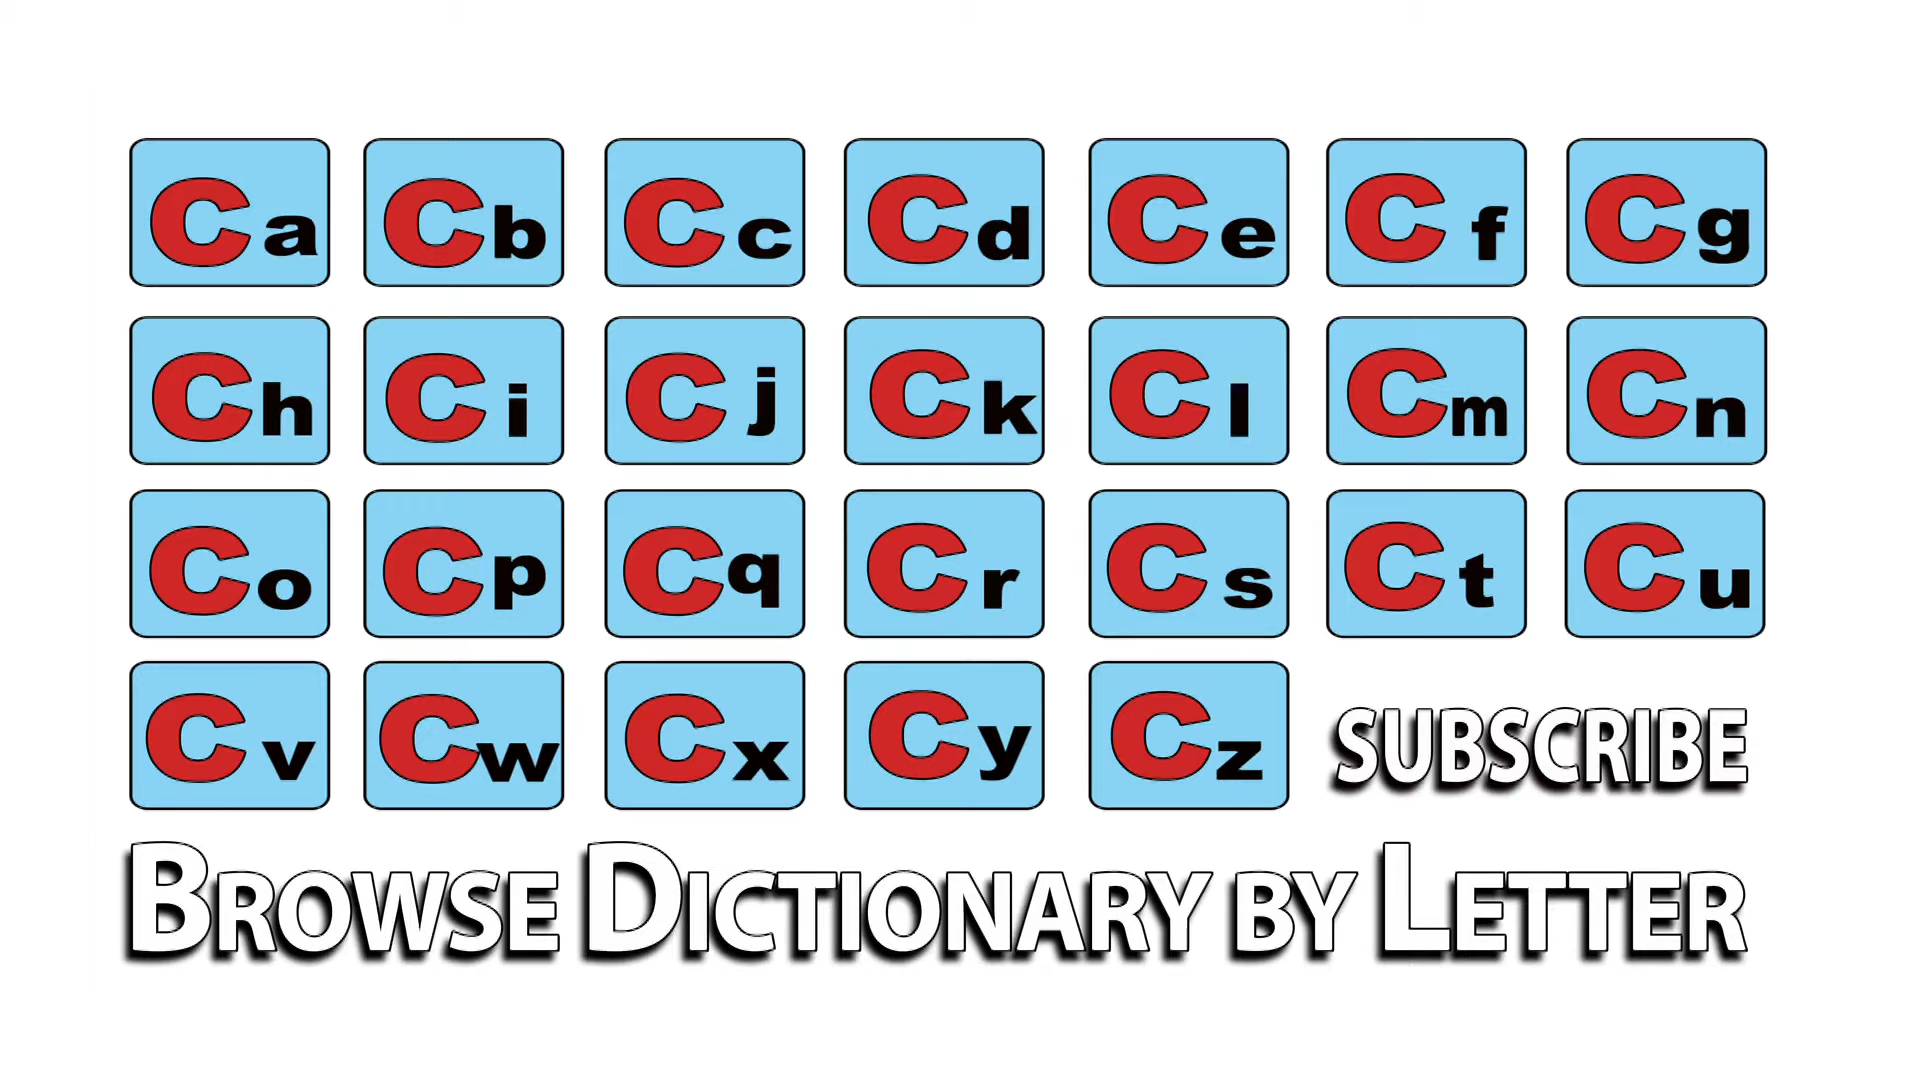 Ca Cb Cc Cd Ce Cf Cg
Ch Ci Cj Ck Cl Cm Cn
Co Cp Cq Cr Cs Ct Cu
Cv Cw Cx Cy Cz SUBSCRIBE
BROWSE DICTIONARY BY LETTER